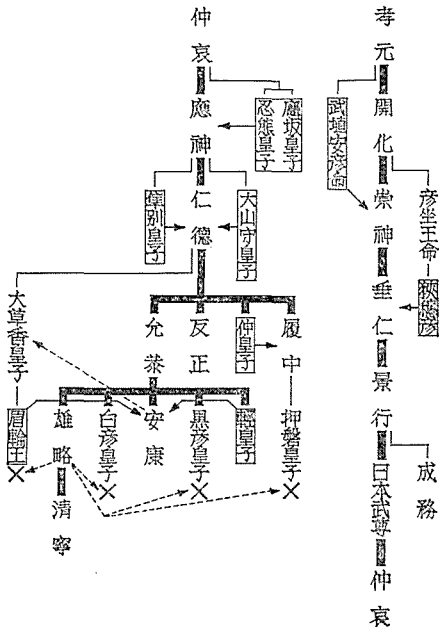 孝元
開化
崇神
垂仁
景行
日本武尊
仲哀
彦坐王命
狹穗彦
成務
武埴安彦命
仲哀
應神
仁德
麛坂皇子
忍熊皇子
大山守皇子
隼別皇子
履中
押磐皇子
仲皇子
反正
允恭
大草香皇子
眉輪王
輕皇子
黒彦皇子
安康
白彦皇子
雄略
清寧